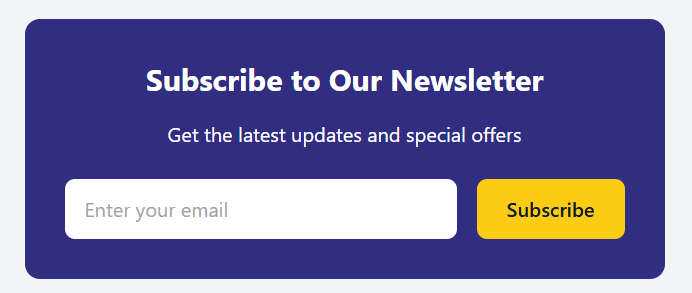 Subscribe to Our Newsletter
Get the latest updates and special offers
Enter your email
Subscribe